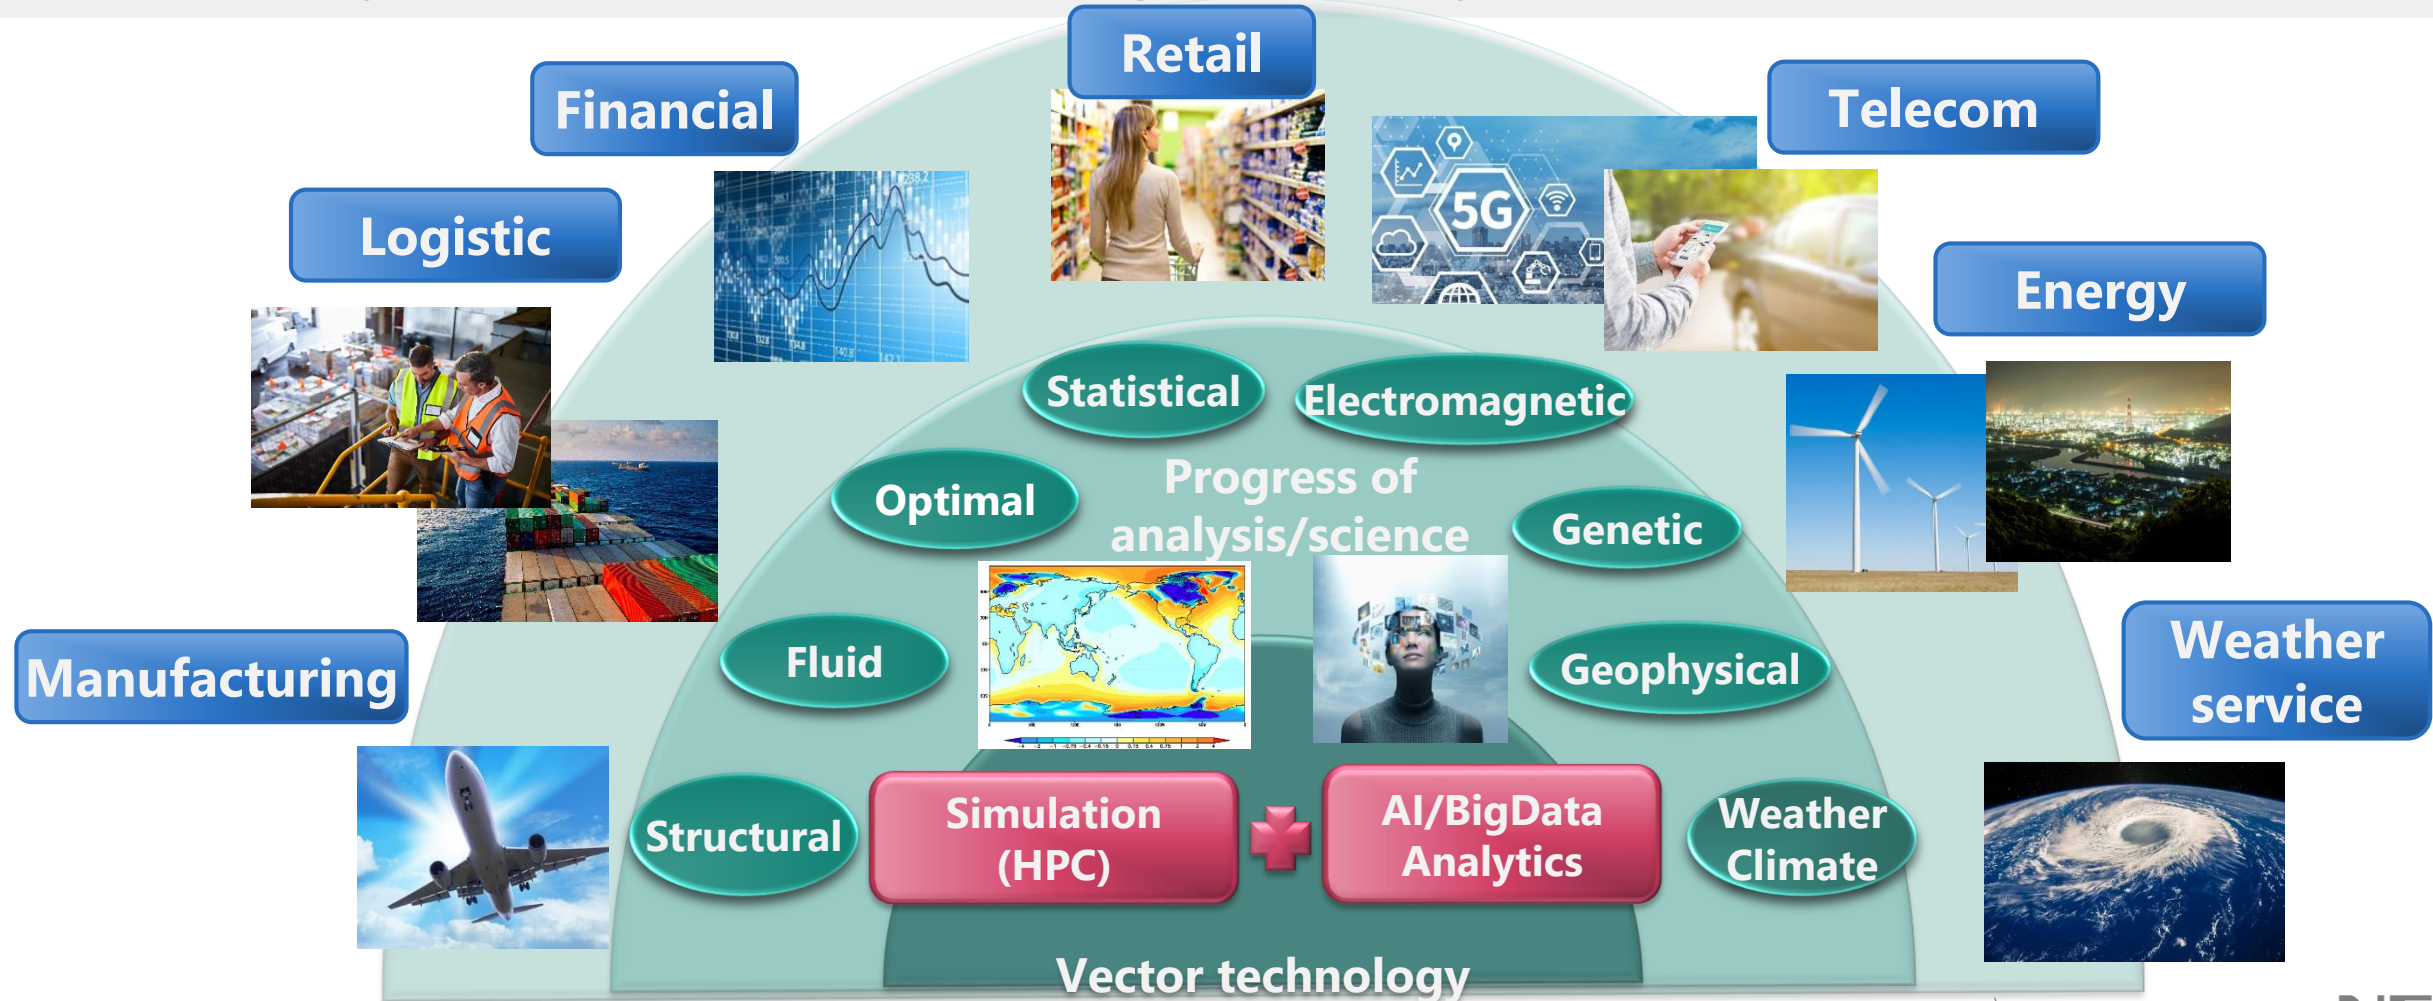 Retail
Financial
Telecom
Logistic
5G
Energy
Statistical
Electromagnetic
Optimal
Progress of
analysis/science
Genetic
Fluid
Geophysical
Manufacturing
Weather
service
Structural
Simulation
(HPC)
AI/BigData
Analytics
Weather
Climate
Vector technology